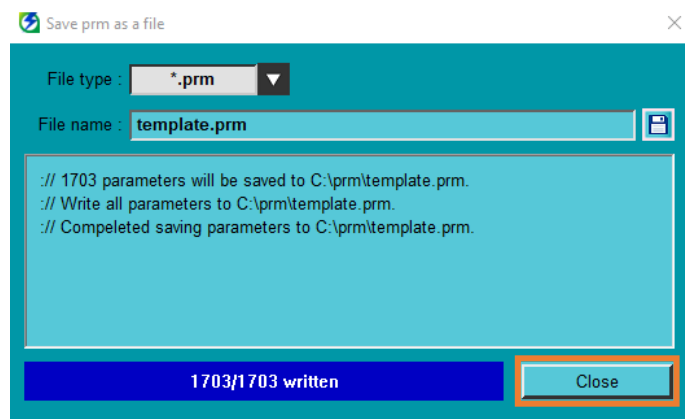 Save prm as a file
File type : *.prm
File name : template.prm
:// 1703 parameters will be saved to C:\prm\template.prm.
:// Write all parameters to C:\prm\template.prm.
:// Compeleted saving parameters to C:\prm\template.prm.
1703/1703 written
Close